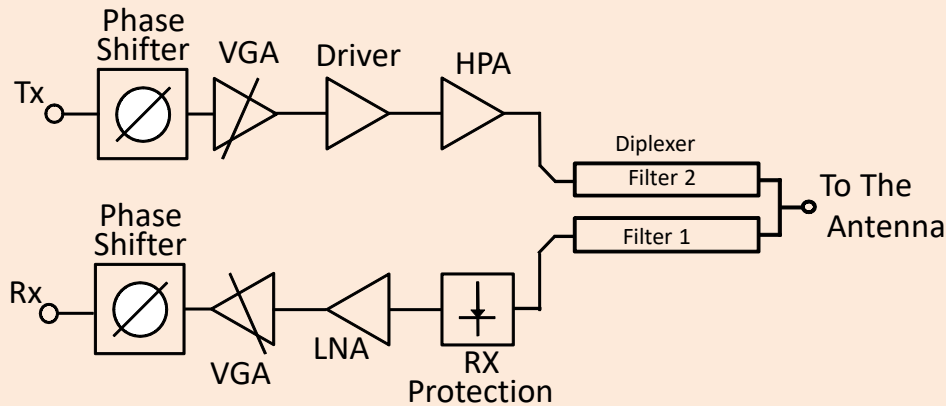 Phase
Shifter
VGA
Driver
HPA
Tx
Diplexer
Filter 2
To The
Antenna
Filter 1
Phase
Shifter
Rx
VGA
LNA
RX
Protection